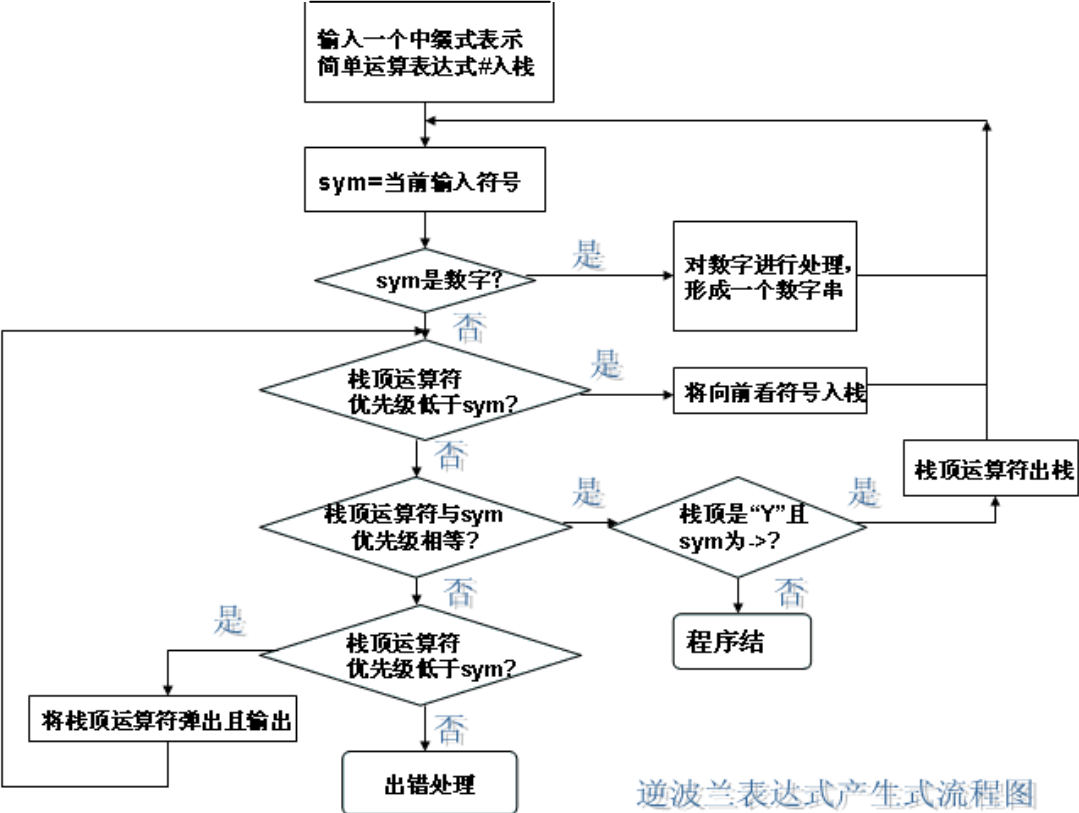 输入一个中缀式表示
简单运算表达式#入栈
sym=当前输入符号
sym是数字?
是
对数字进行处理,
形成一个数字串
否
栈顶运算符
优先级低于sym?
是
将向前看符号入栈
否
栈顶运算符出栈
栈顶运算符与sym
优先级相等?
是
栈顶是“Y”且
sym为->?
是
否
否
程序结
是
栈顶运算符
优先级低于sym?
将栈顶运算符弹出且输出
否
出错处理
逆波兰表达式产生式流程图